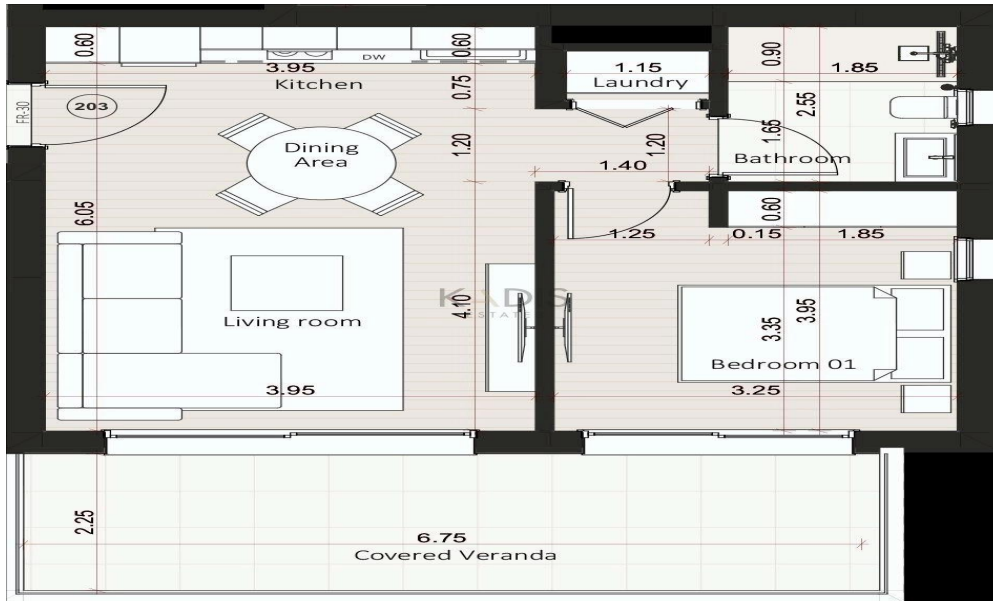 0.60
3.95
Kitchen
DW
0.60
0.75
1.15
Laundry
0.90
1.85
FR-30
203
Dining
Area
1.20
1.20
1.40
1.65
2.55
Bathroom
6.05
0.60
1.25
0.15
1.85
Living room
4.10
KADIS
ESTATES
3.35
3.95
Bedroom 01
3.95
3.25
2.25
6.75
Covered Veranda